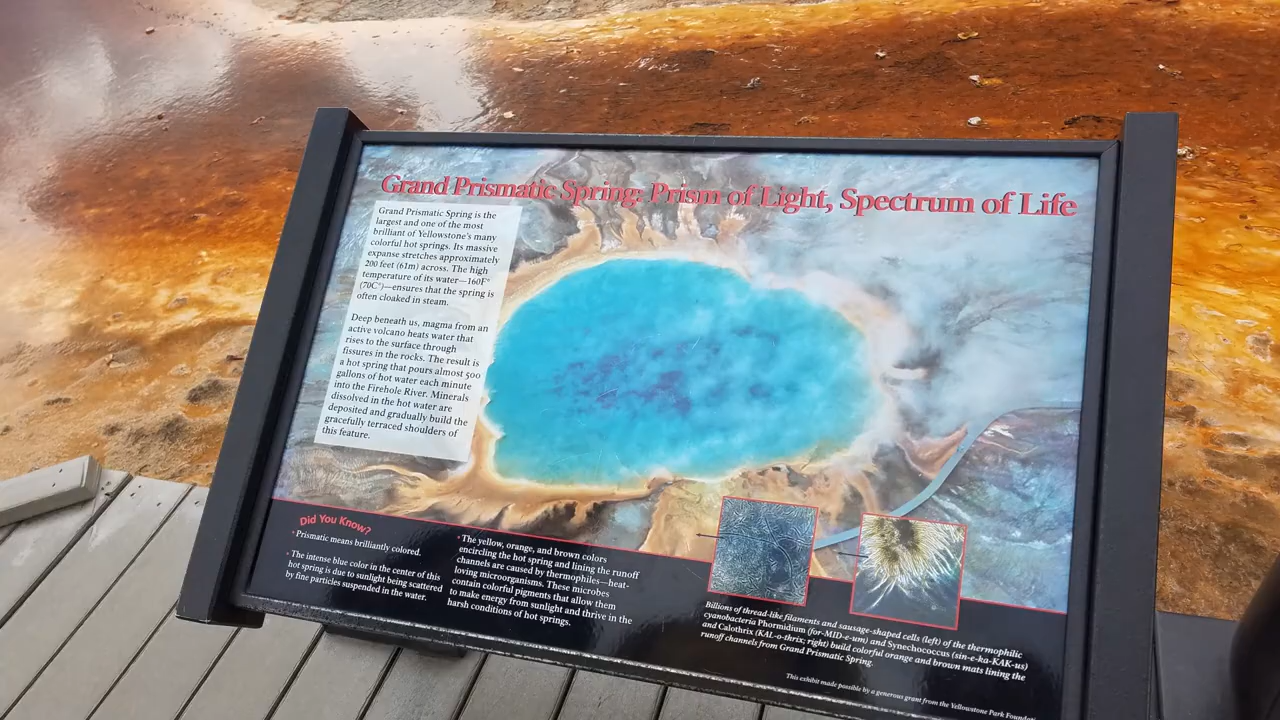 Grand Prismatic Spring: Prism of Light, Spectrum of Life
Grand Prismatic Spring is the
largest and one of the most
brilliant of Yellowstone's many
colorful hot springs. Its massive
expanse stretches approximately
200 feet (61m) across. The high
temperature of its water—160F°
(70C°)—ensures that the spring is
often cloaked in steam.
Deep beneath us, magma from an
active volcano heats water that
rises to the surface through
fissures in the rocks. The result is
a hot spring that pours almost 500
gallons of hot water each minute
into the Firehole River. Minerals
dissolved in the hot water are
deposited and gradually build the
gracefully terraced shoulders of
this feature.
Did You Know?
• Prismatic means brilliantly colored.
• The intense blue color in the center of this
hot spring is due to sunlight being scattered
by fine particles suspended in the water.
• The yellow, orange, and brown colors
encircling the hot spring and lining the runoff
channels are caused by thermophiles—heat-
loving microorganisms. These microbes
contain colorful pigments that allow them
to make energy from sunlight and thrive in the
harsh conditions of hot springs.
Billions of thread-like filaments and sausage-shaped cells (left) of the thermophilic
cyanobacteria Phormidium (for-MID-e-um) and Synechococcus (sin-e-ka-KAK-us)
and Calothrix (KAL-o-thrix; right) build colorful orange and brown mats lining the
runoff channels from Grand Prismatic Spring.
This exhibit made possible by a generous grant from the Yellowstone Park